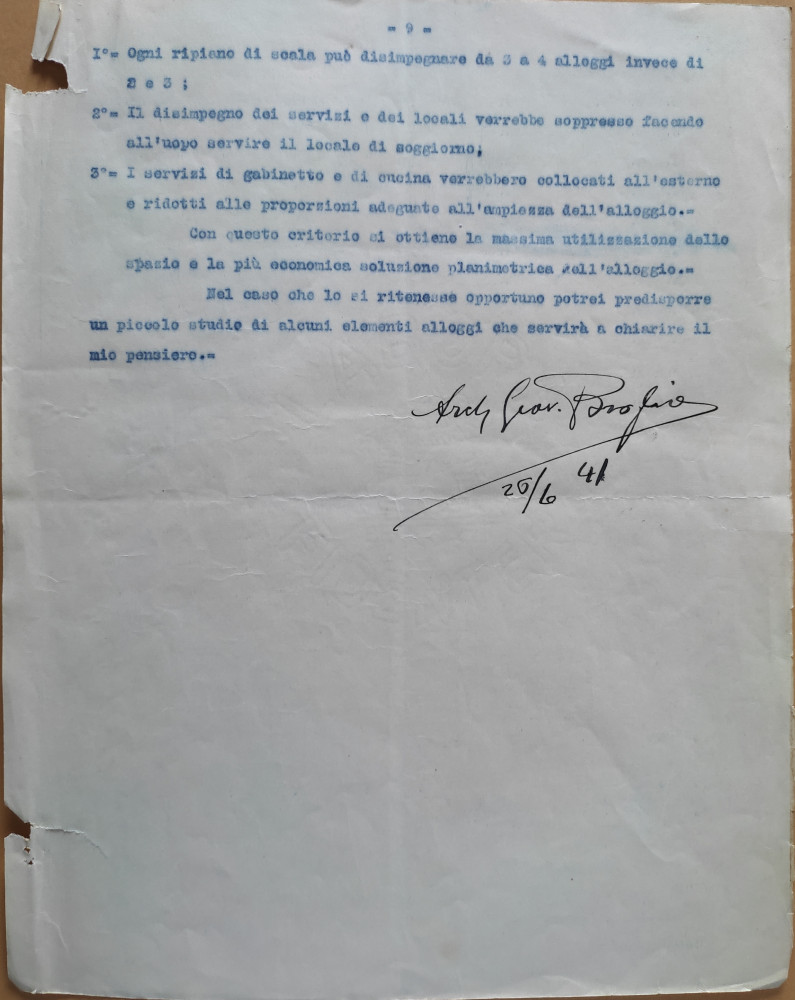 = 9 =
1°= Ogni ripiano di scala può disimpegnare da 3 a 4 alloggi invece di
2 e 3 ;
2°= Il disimpegno dei servizi e dei locali verrebbe soppresso facendo
all'uopo servire il locale di soggiorno;
3°= I servizi di gabinetto e di cucina verrebbero collocati all'esterno
e ridotti alle proporzioni adeguate all'ampiezza dell'alloggio.=
Con questo criterio si ottiene la massima utilizzazione dello
spazio e la più economica soluzione planimetrica dell'alloggio.=
Nel caso che lo si ritenesse opportuno potrei predisporre
un piccolo studio di alcuni elementi alloggi che servirà a chiarire il
mio pensiero.=
Arch Giov. Broglio
20/6 41